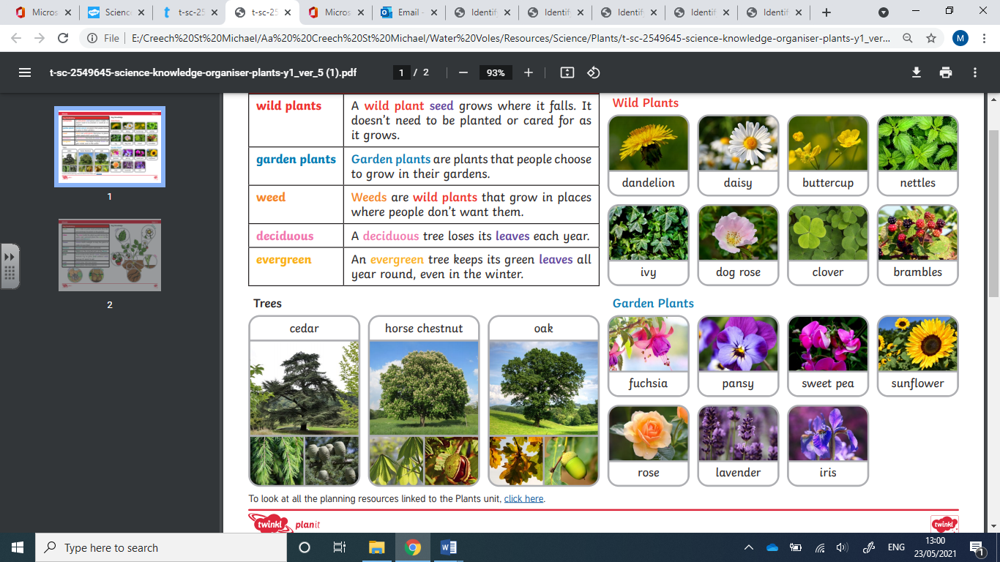 Micros
Science
t-sc-25
t-sc-25
Micros
Email -
Identif
Identif
Identif
Identif
Identif
File
E:/Creech%20St%20Michael/Aa%20%20Creech%20St%20Michael/Water%20Voles/Resources/Science/Plants/t-sc-2549645-science-knowledge-organiser-plants-y1_ver...
M
t-sc-2549645-science-knowledge-organiser-plants-y1_ver_5 (1).pdf
1 / 2
93%
1
2
wild plants
A wild plant seed grows where it falls. It
doesn't need to be planted or cared for as
it grows.
garden plants
Garden plants are plants that people choose
to grow in their gardens.
weed
Weeds are wild plants that grow in places
where people don't want them.
deciduous
A deciduous tree loses its leaves each year.
evergreen
An evergreen tree keeps its green leaves all
year round, even in the winter.
Trees
cedar
horse chestnut
oak
Wild Plants
dandelion
daisy
buttercup
nettles
ivy
dog rose
clover
brambles
Garden Plants
fuchsia
pansy
sweet pea
sunflower
rose
lavender
iris
To look at all the planning resources linked to the Plants unit, click here.
twinkl planit
twinkl
Type here to search
ENG
13:00
23/05/2021
1